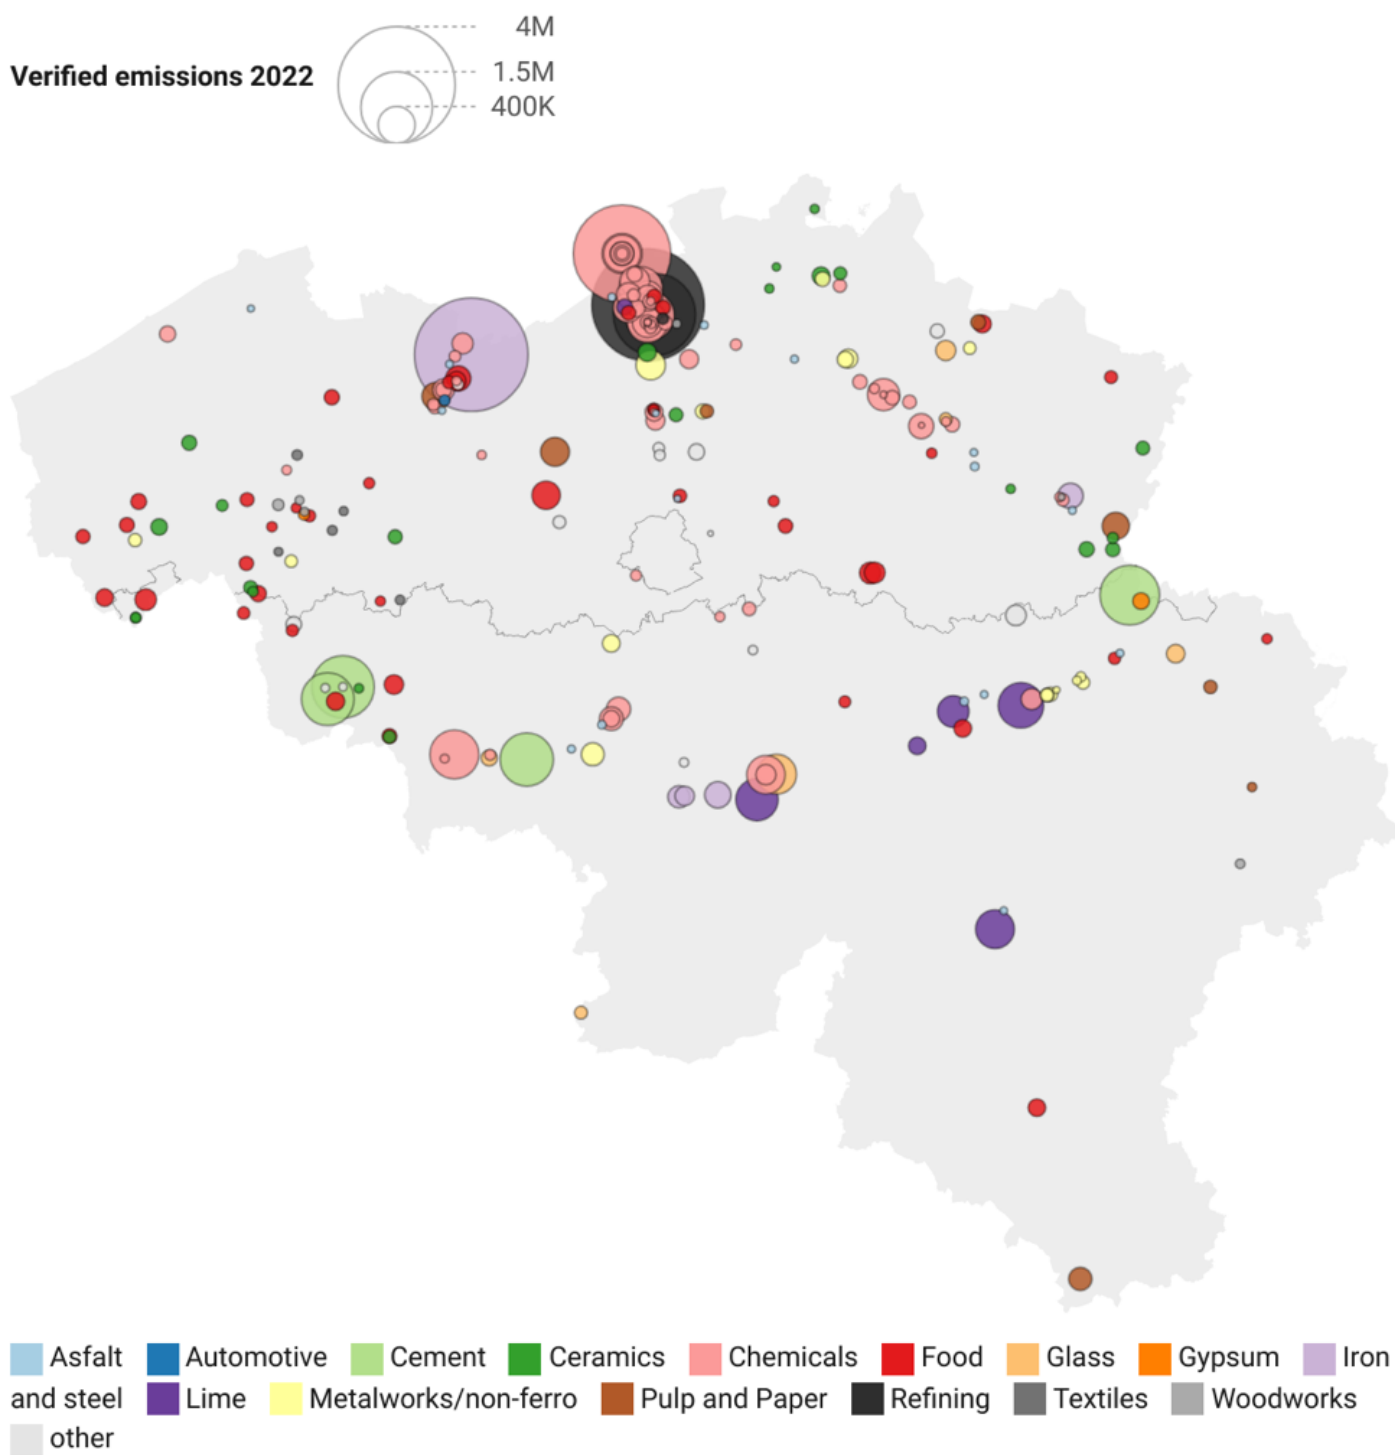 4M
Verified emissions 2022
1.5M
400K
Asfalt Automotive Cement Ceramics Chemicals Food Glass Gypsum Iron
and steel Lime Metalworks/non-ferro Pulp and Paper Refining Textiles Woodworks
other